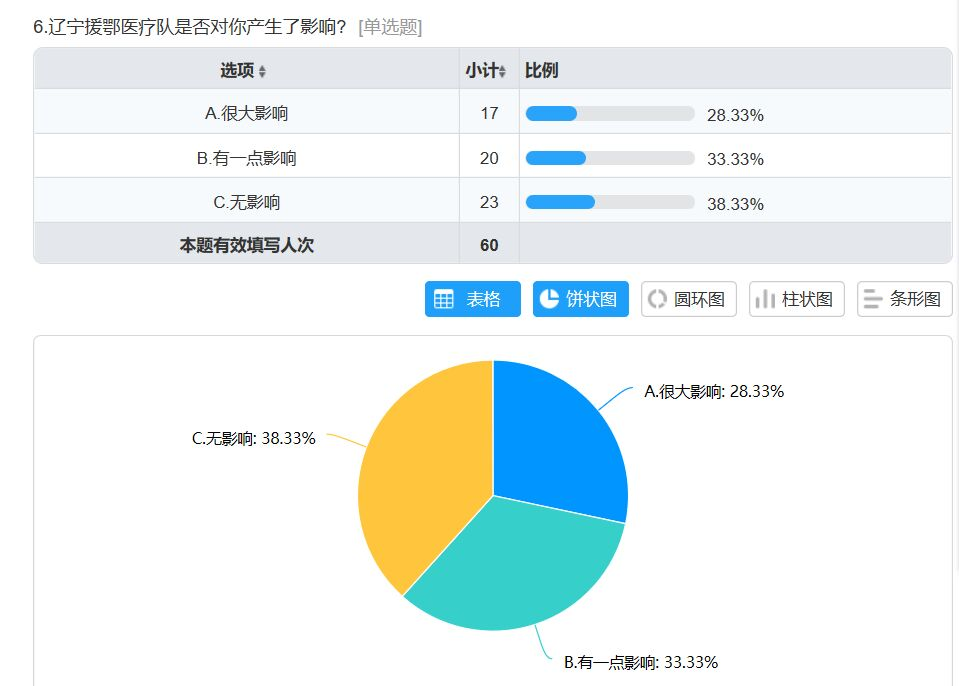 6.辽宁援鄂医疗队是否对你产生了影响？ [单选题]
选项 小计 比例
A.很大影响 17 28.33%
B.有一点影响 20 33.33%
C.无影响 23 38.33%
本题有效填写人次 60
表格 饼状图 圆环图 柱状图 条形图
A.很大影响: 28.33%
C.无影响: 38.33%
B.有一点影响: 33.33%